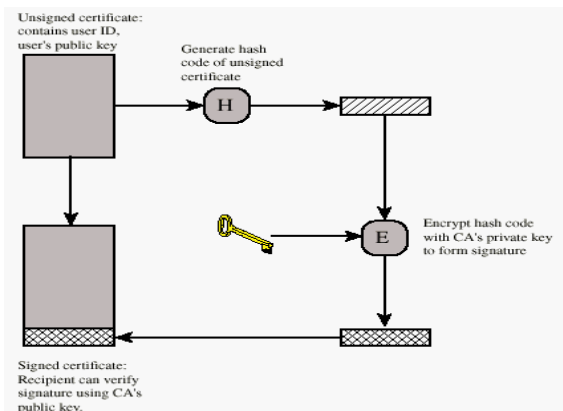 Unsigned certificate:
contains user ID,
user's public key
Generate hash
code of unsigned
certificate
H
E
Encrypt hash code
with CA's private key
to form signature
Signed certificate:
Recipient can verify
signature using CA's
public key.